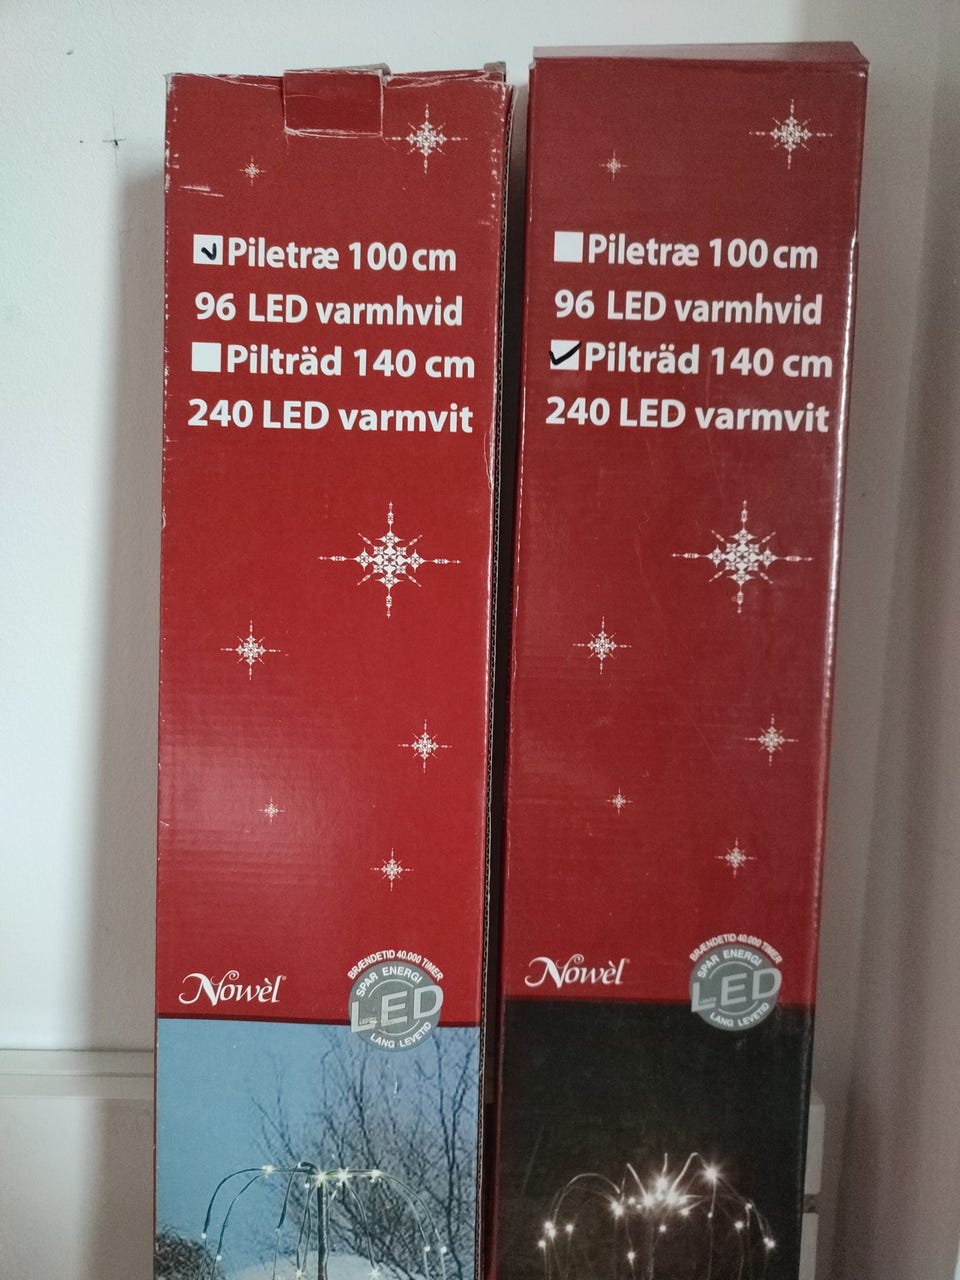 Piletræ 100 cm
96 LED varmhvid
Pilträd 140 cm
240 LED varmvit
Nowèl
BRÆNDETID 40.000 TIMER
SPAR ENERGI
LED
LANG LEVETID
Piletræ 100 cm
96 LED varmhvid
Pilträd 140 cm
240 LED varmvit
Nowèl
BRÆNDETID 40.000 TIMER
SPAR ENERGI
LED
LANG LEVETID